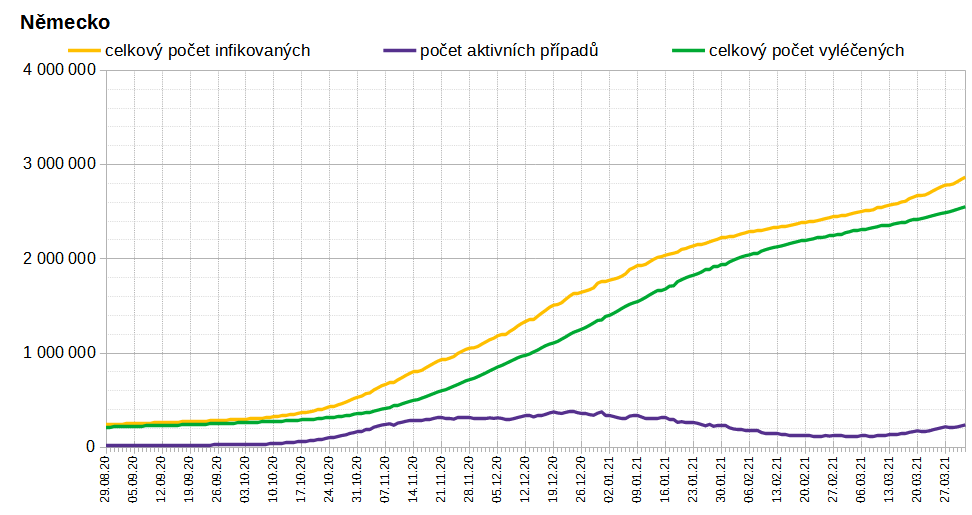 Německo
celkový počet infikovaných počet aktivních případů celkový počet vyléčených
4 000 000
3 000 000
2 000 000
1 000 000
0
29.08.20 05.09.20 12.09.20 19.09.20 26.09.20 03.10.20 10.10.20 17.10.20 24.10.20 31.10.20 07.11.20 14.11.20 21.11.20 28.11.20 05.12.20 12.12.20 19.12.20 26.12.20 02.01.21 09.01.21 16.01.21 23.01.21 30.01.21 06.02.21 13.02.21 20.02.21 27.02.21 06.03.21 13.03.21 20.03.21 27.03.21